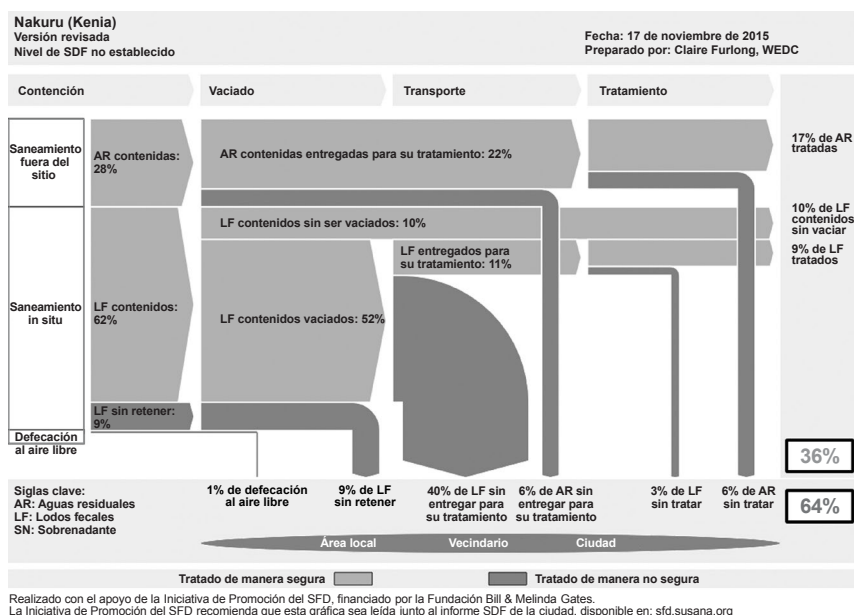 Nakuru (Kenia)
Versión revisada
Nivel de SDF no establecido
Fecha: 17 de noviembre de 2015
Preparado por: Claire Furlong, WEDC
Contención
Vaciado
Transporte
Tratamiento
Saneamiento
fuera del
sitio
AR contenidas:
28%
AR contenidas entregadas para su tratamiento: 22%
17% de AR
tratadas
LF contenidos sin ser vaciados: 10%
10% de LF
contenidos
sin vaciar
LF entregados para
su tratamiento: 11%
9% de LF
tratados
Saneamiento
in situ
LF contenidos:
62%
LF contenidos vaciados: 52%
LF sin retener:
9%
Defecación
al aire libre
36%
Siglas clave:
AR: Aguas residuales
LF: Lodos fecales
SN: Sobrenadante
1% de defecación
al aire libre
9% de LF
sin retener
40% de LF sin
entregar para
su tratamiento
6% de AR sin
entregar para
su tratamiento
3% de LF
sin tratar
6% de AR
sin tratar
64%
Área local
Vecindario
Ciudad
Tratado de manera segura
Tratado de manera no segura
Realizado con el apoyo de la Iniciativa de Promoción del SFD, financiado por la Fundación Bill & Melinda Gates.
La Iniciativa de Promoción del SFD recomienda que esta gráfica sea leída junto al informe SDF de la ciudad, disponible en: sfd.susana.org